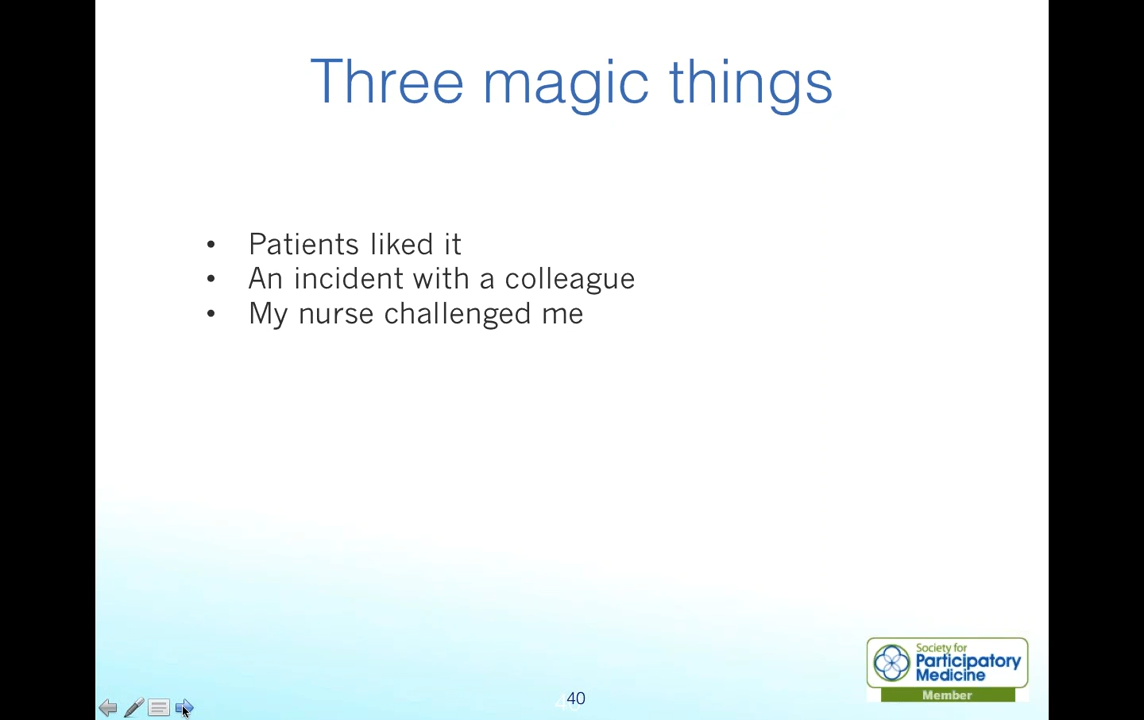 Three magic things
• Patients liked it
• An incident with a colleague
• My nurse challenged me
Society for
Participatory
Medicine
Member
40